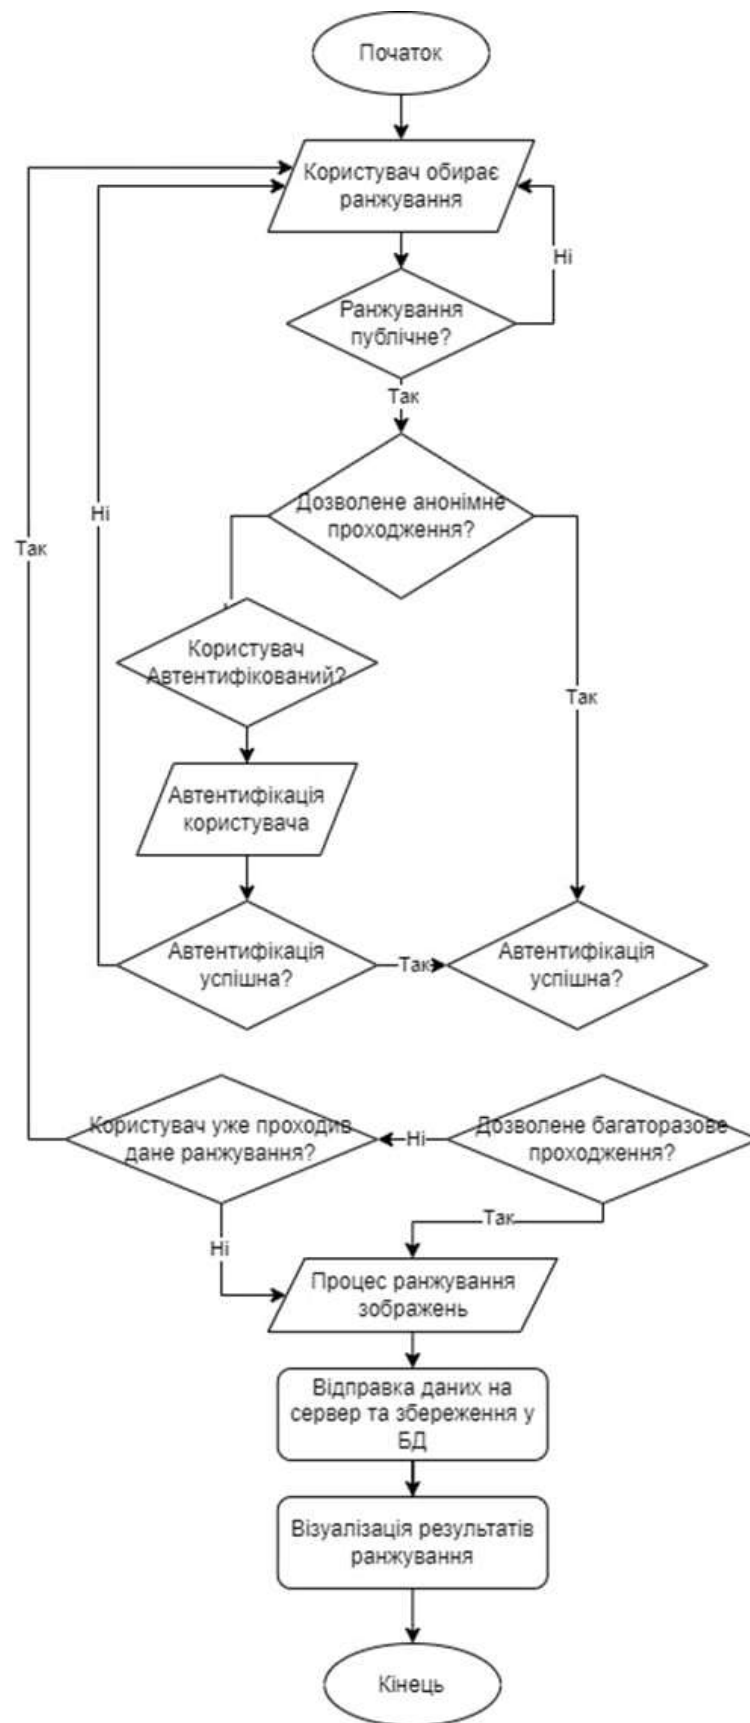 Початок
Користувач обирає
ранжування
Ні
Ранжування
публічне?
Так
Дозволене анонімне
проходження?
Ні
Так
Користувач
Автентифікований?
Так
Автентифікація
користувача
Автентифікація
успішна?
Так
Автентифікація
успішна?
Користувач уже проходив
дане ранжування?
Ні
Дозволене багаторазове
проходження?
Так
Ні
Процес ранжування
зображень
Відправка даних на
сервер та збереження у
БД
Візуалізація результатів
ранжування
Кінець